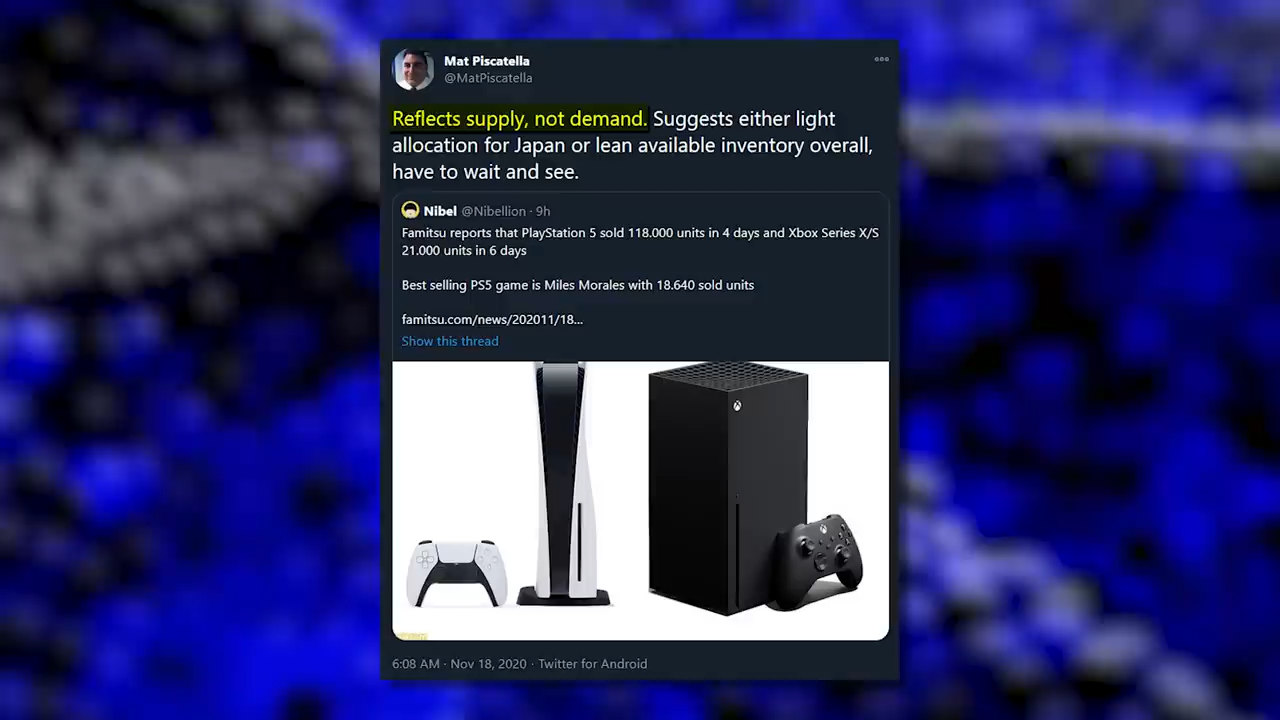 Mat Piscatella
@MatPiscatella
Reflects supply, not demand. Suggests either light
allocation for Japan or lean available inventory overall,
have to wait and see.
Nibel @Nibellion · 9h
Famitsu reports that PlayStation 5 sold 118.000 units in 4 days and Xbox Series X/S
21.000 units in 6 days
Best selling PS5 game is Miles Morales with 18.640 sold units
famitsu.com/news/202011/18...
Show this thread
6:08 AM · Nov 18, 2020 · Twitter for Android